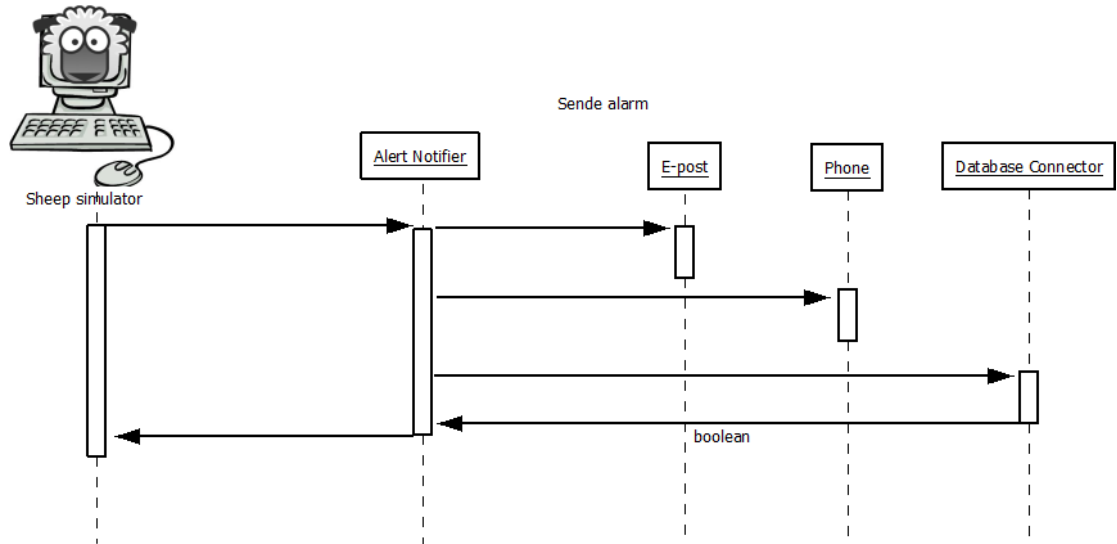 Sende alarm
Alert Notifier
E-post
Phone
Database Connector
Sheep simulator
boolean